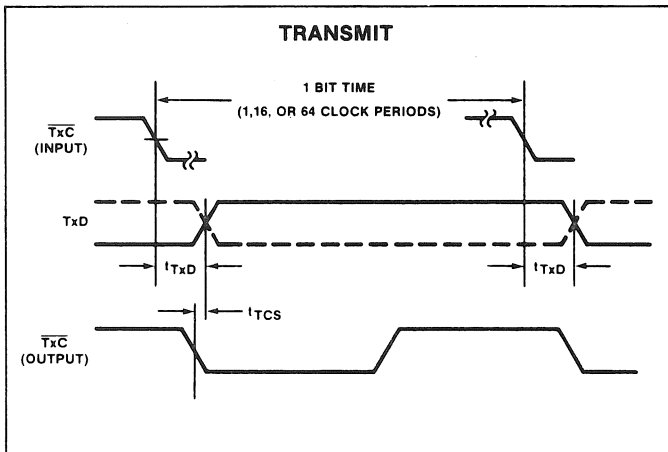 TRANSMIT
1 BIT TIME
(1,16, OR 64 CLOCK PERIODS)
TxC
(INPUT)
TxD
tTxD
tTxD
tTCS
TxC
(OUTPUT)